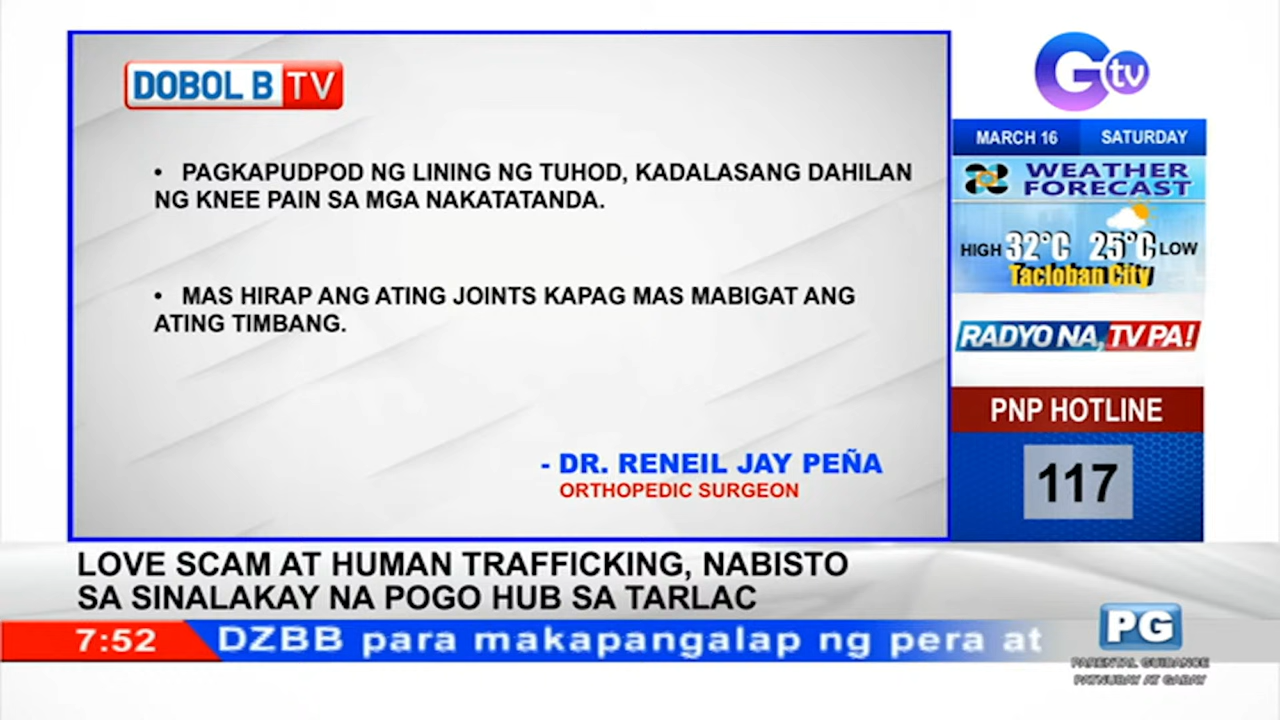 DOBOL B TV
• PAGKAPUDPOD NG LINING NG TUHOD, KADALASANG DAHILAN
NG KNEE PAIN SA MGA NAKATATANDA.
• MAS HIRAP ANG ATING JOINTS KAPAG MAS MABIGAT ANG
ATING TIMBANG.
- DR. RENEIL JAY PEÑA
ORTHOPEDIC SURGEON
Gtv
MARCH 16 SATURDAY
WEATHER
FORECAST
HIGH 32°C 25°C LOW
Tacloban City
RADYO NA, TV PA!
PNP HOTLINE
117
LOVE SCAM AT HUMAN TRAFFICKING, NABISTO
SA SINALAKAY NA POGO HUB SA TARLAC
7:52 DZBB para makapangalap ng pera at
PG
PARENTAL GUIDANCE
PATNUBAY AT GABAY